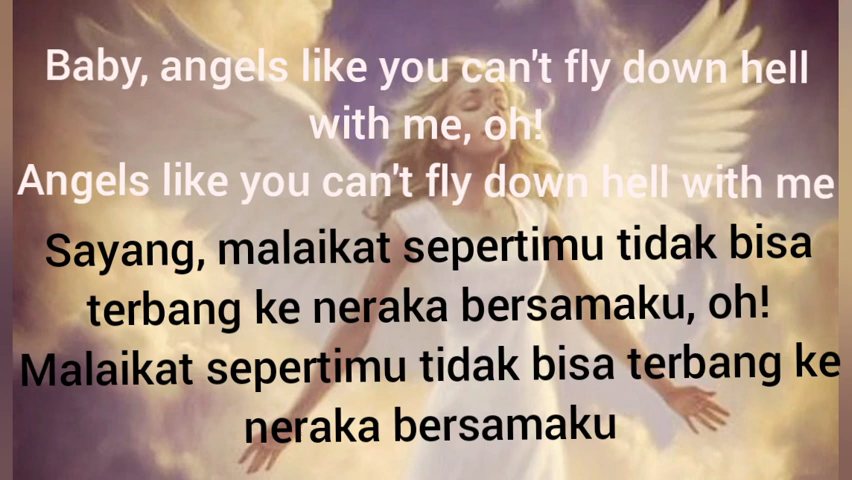 Baby, angels like you can't fly down hell
with me, oh!
Angels like you can't fly down hell with me
Sayang, malaikat sepertimu tidak bisa
terbang ke neraka bersamaku, oh!
Malaikat sepertimu tidak bisa terbang ke
neraka bersamaku